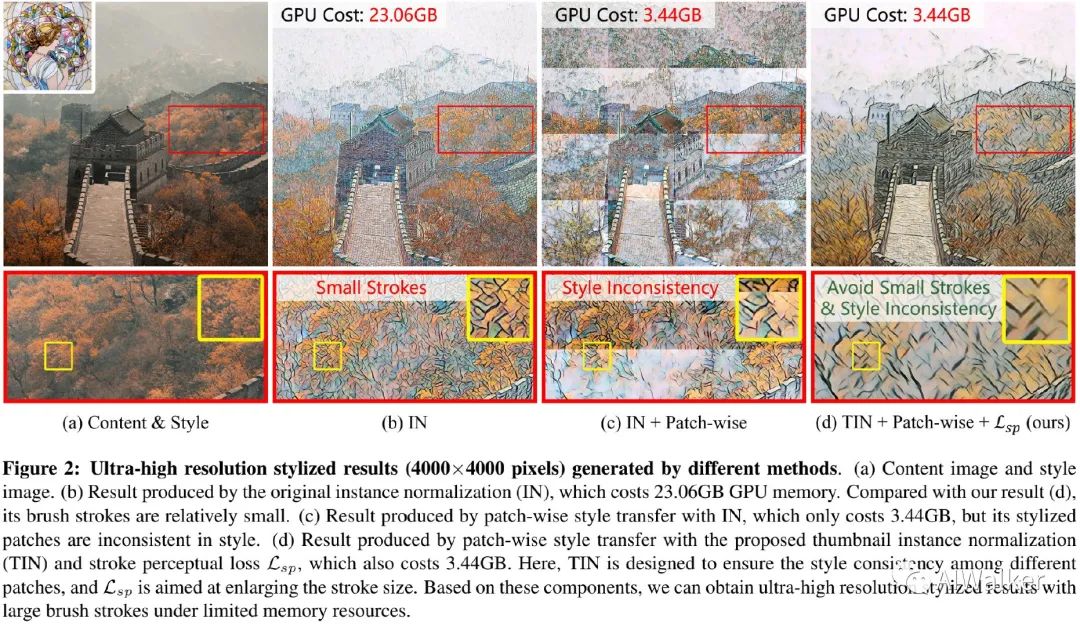 GPU Cost: 23.06GB
GPU Cost: 3.44GB
GPU Cost: 3.44GB
Small Strokes
Style Inconsistency
Avoid Small Strokes
& Style Inconsistency
(a) Content & Style
(b) IN
(c) IN + Patch-wise
(d) TIN + Patch-wise + ℒsp (ours)
Figure 2: Ultra-high resolution stylized results (4000×4000 pixels) generated by different methods. (a) Content image and style
image. (b) Result produced by the original instance normalization (IN), which costs 23.06GB GPU memory. Compared with our result (d),
its brush strokes are relatively small. (c) Result produced by patch-wise style transfer with IN, which only costs 3.44GB, but its stylized
patches are inconsistent in style. (d) Result produced by patch-wise style transfer with the proposed thumbnail instance normalization
(TIN) and stroke perceptual loss ℒsp, which also costs 3.44GB. Here, TIN is designed to ensure the style consistency among different
patches, and ℒsp is aimed at enlarging the stroke size. Based on these components, we can obtain ultra-high resolution stylized results with
large brush strokes under limited memory resources.
AIWalker